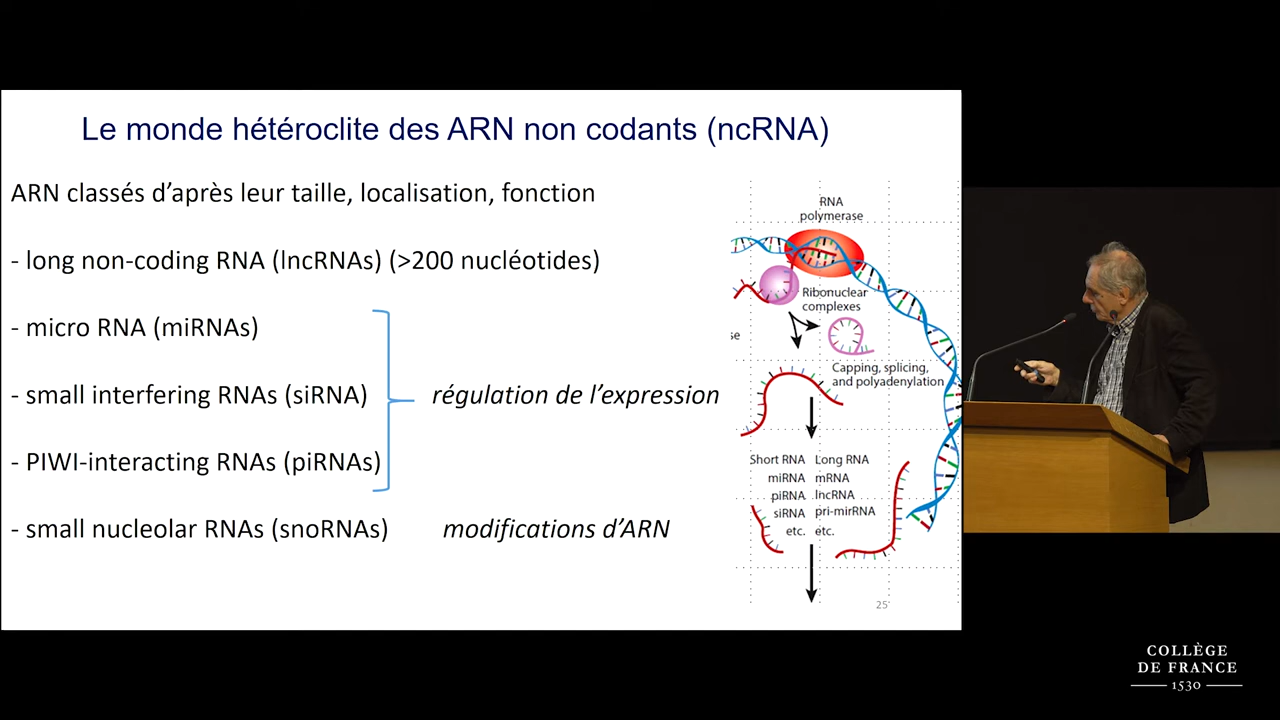 Le monde hétéroclite des ARN non codants (ncRNA)
ARN classés d’après leur taille, localisation, fonction
- long non-coding RNA (lncRNAs) (>200 nucléotides)
- micro RNA (miRNAs)
- small interfering RNAs (siRNA)
régulation de l’expression
- PIWI-interacting RNAs (piRNAs)
- small nucleolar RNAs (snoRNAs)
modifications d’ARN
RNA
polymerase
Ribonuclear
complexes
se
Capping, splicing,
and polyadenylation
Short RNA Long RNA
miRNA mRNA
piRNA lncRNA
siRNA pri-mirRNA
etc. etc.
25
COLLÈGE
DE FRANCE
1530